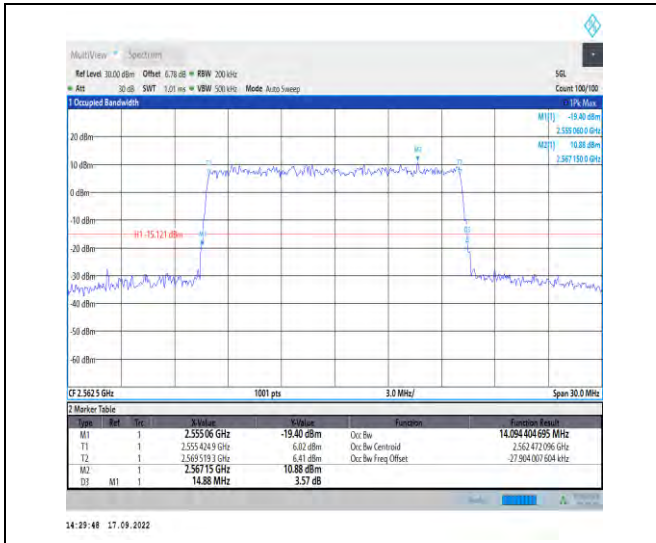 MultiView Spectrum
Ref Level 30.00 dBm Offset 6.78 dB RBW 200 kHz SGL
Att 30 dB SWT 1.01 ms VBW 500 kHz Mode Auto Sweep Count 100/100
1 Occupied Bandwidth 1Pk Max
M1[1] -19.40 dBm
2.555 060 0 GHz
20 dBm M2[1] 10.88 dBm
2.567 150 0 GHz
M2
T1 T2
10 dBm
0 dBm
-10 dBm
H1 -15.121 dBm M1 D3
-20 dBm
-30 dBm
-40 dBm
-50 dBm
-60 dBm
CF 2.562 5 GHz 1001 pts 3.0 MHz/ Span 30.0 MHz
2 Marker Table
Type Ref Trc X-Value Y-Value Function Function Result
M1 1 2.555 06 GHz -19.40 dBm Occ Bw 14.094 404 695 MHz
T1 1 2.555 424 9 GHz 6.02 dBm Occ Bw Centroid 2.562 472 096 GHz
T2 1 2.569 519 3 GHz 6.41 dBm Occ Bw Freq Offset -27.904 007 604 kHz
M2 1 2.567 15 GHz 10.88 dBm
D3 M1 1 14.88 MHz 3.57 dB
14:29:48 17.09.2022